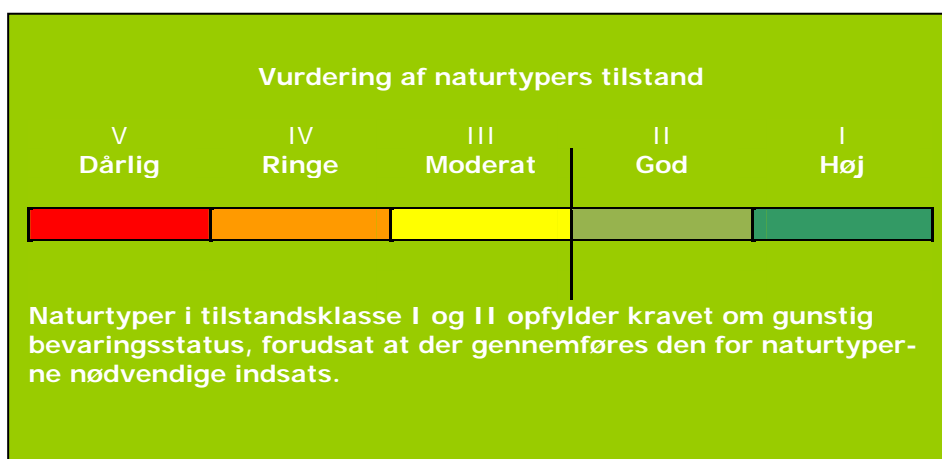 Vurdering af naturtypers tilstand
V IV III II I
Dårlig Ringe Moderat God Høj
Naturtyper i tilstandsklasse I og II opfylder kravet om gunstig
bevaringsstatus, forudsat at der gennemføres den for naturtyper-
ne nødvendige indsats.